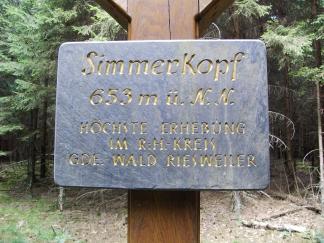 SimmerKopf
653 m ü. N.N.
HÖCHSTE ERHEBUNG
IM R.-H.-KREIS
GDE. WALD RIESWEILER